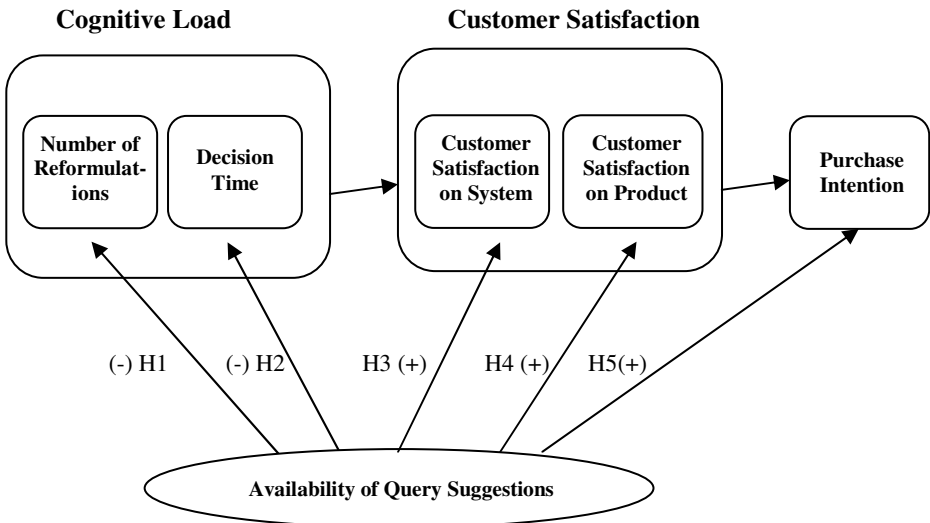 Cognitive Load
Customer Satisfaction
Number of
Reformulat-
ions
Decision
Time
Customer
Satisfaction
on System
Customer
Satisfaction
on Product
Purchase
Intention
(-) H1
(-) H2
H3 (+)
H4 (+)
H5(+)
Availability of Query Suggestions